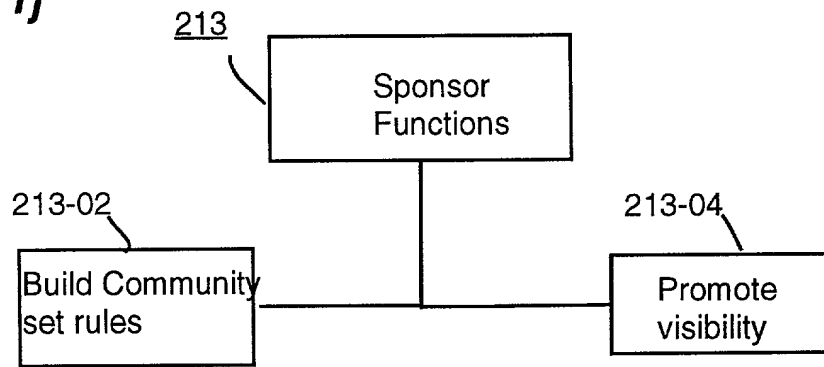 213
Sponsor
Functions
213-02
213-04
Build Community
set rules
Promote
visibility